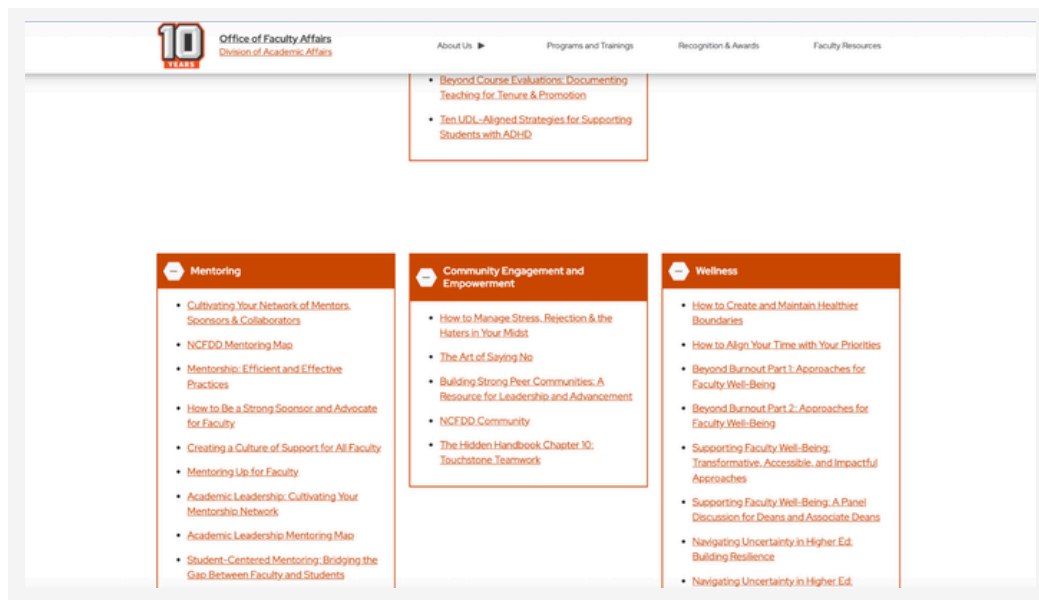 10
YEARS
Office of Faculty Affairs
Division of Academic Affairs
About Us ▶
Programs and Trainings
Recognition & Awards
Faculty Resources
• Beyond Course Evaluations: Documenting
Teaching for Tenure & Promotion
• Ten UDL-Aligned Strategies for Supporting
Students with ADHD
Mentoring
• Cultivating Your Network of Mentors,
Sponsors & Collaborators
• NCFDD Mentoring Map
• Mentorship: Efficient and Effective
Practices
• How to Be a Strong Sponsor and Advocate
for Faculty
• Creating a Culture of Support for All Faculty
• Mentoring Up for Faculty
• Academic Leadership: Cultivating Your
Mentorship Network
• Academic Leadership Mentoring Map
• Student-Centered Mentoring: Bridging the
Gap Between Faculty and Students
Community Engagement and
Empowerment
• How to Manage Stress, Rejection & the
Haters in Your Midst
• The Art of Saying No
• Building Strong Peer Communities: A
Resource for Leadership and Advancement
• NCFDD Community
• The Hidden Handbook Chapter 10:
Touchstone Teamwork
Wellness
• How to Create and Maintain Healthier
Boundaries
• How to Align Your Time with Your Priorities
• Beyond Burnout Part 1: Approaches for
Faculty Well-Being
• Beyond Burnout Part 2: Approaches for
Faculty Well-Being
• Supporting Faculty Well-Being:
Transformative, Accessible, and Impactful
Approaches
• Supporting Faculty Well-Being: A Panel
Discussion for Deans and Associate Deans
• Navigating Uncertainty in Higher Ed:
Building Resilience
• Navigating Uncertainty in Higher Ed: